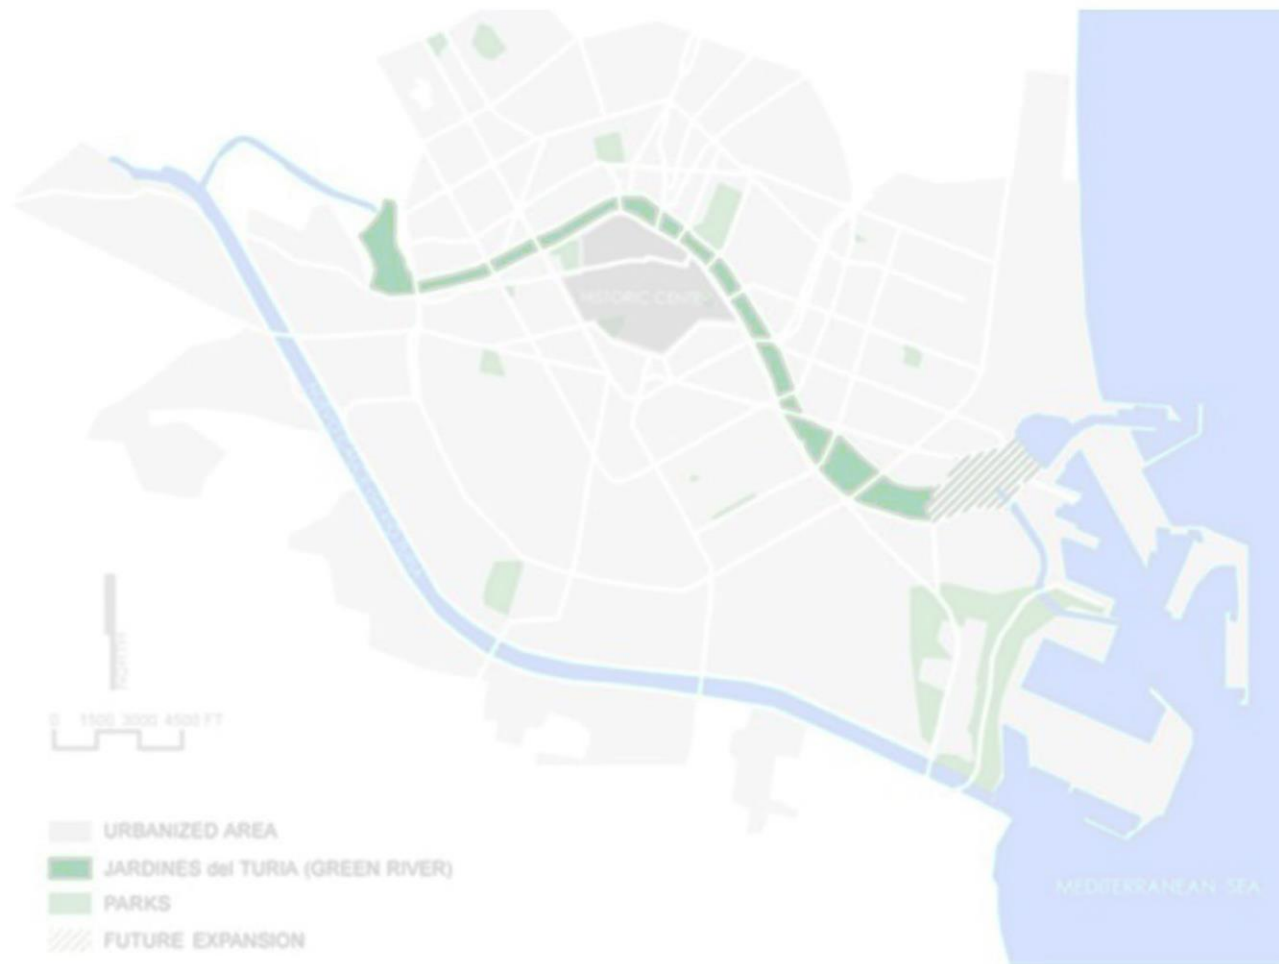 HISTORIC CENTER
NORTH
0 1500 3000 4500 FT
URBANIZED AREA
JARDINES del TURIA (GREEN RIVER)
PARKS
FUTURE EXPANSION
MEDITERRANEAN SEA